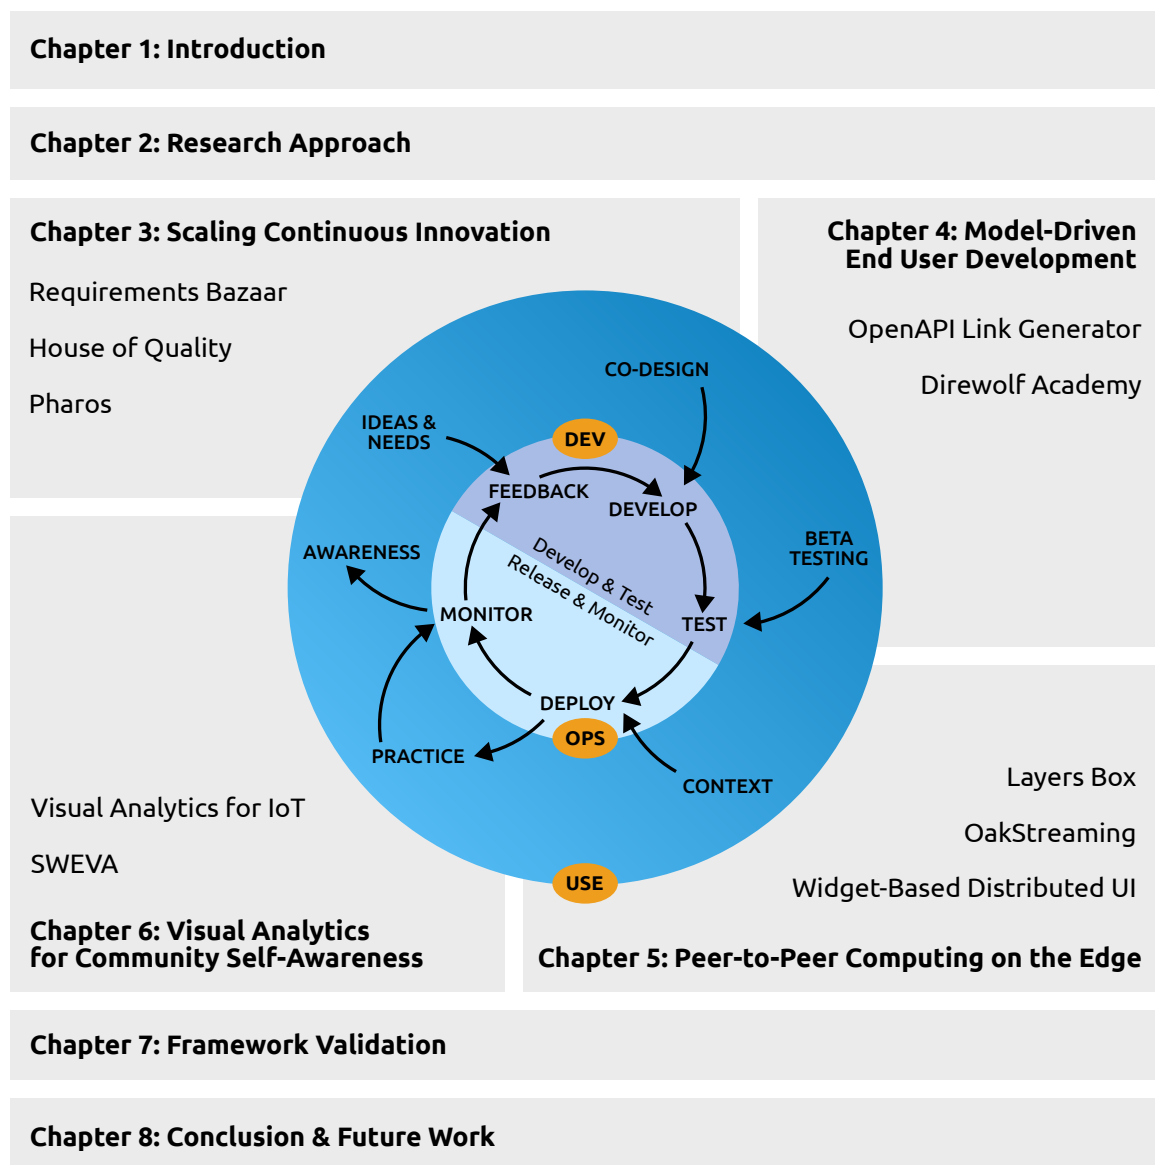 Chapter 1: Introduction
Chapter 2: Research Approach
Chapter 3: Scaling Continuous Innovation
Requirements Bazaar
House of Quality
Pharos
Chapter 4: Model-Driven
End User Development
OpenAPI Link Generator
Direwolf Academy
CO-DESIGN
IDEAS &
NEEDS
DEV
FEEDBACK
DEVELOP
AWARENESS
BETA
TESTING
Develop & Test
Release & Monitor
MONITOR
TEST
DEPLOY
OPS
PRACTICE
CONTEXT
USE
Visual Analytics for IoT
SWEVA
Chapter 6: Visual Analytics
for Community Self-Awareness
Layers Box
OakStreaming
Widget-Based Distributed UI
Chapter 5: Peer-to-Peer Computing on the Edge
Chapter 7: Framework Validation
Chapter 8: Conclusion & Future Work